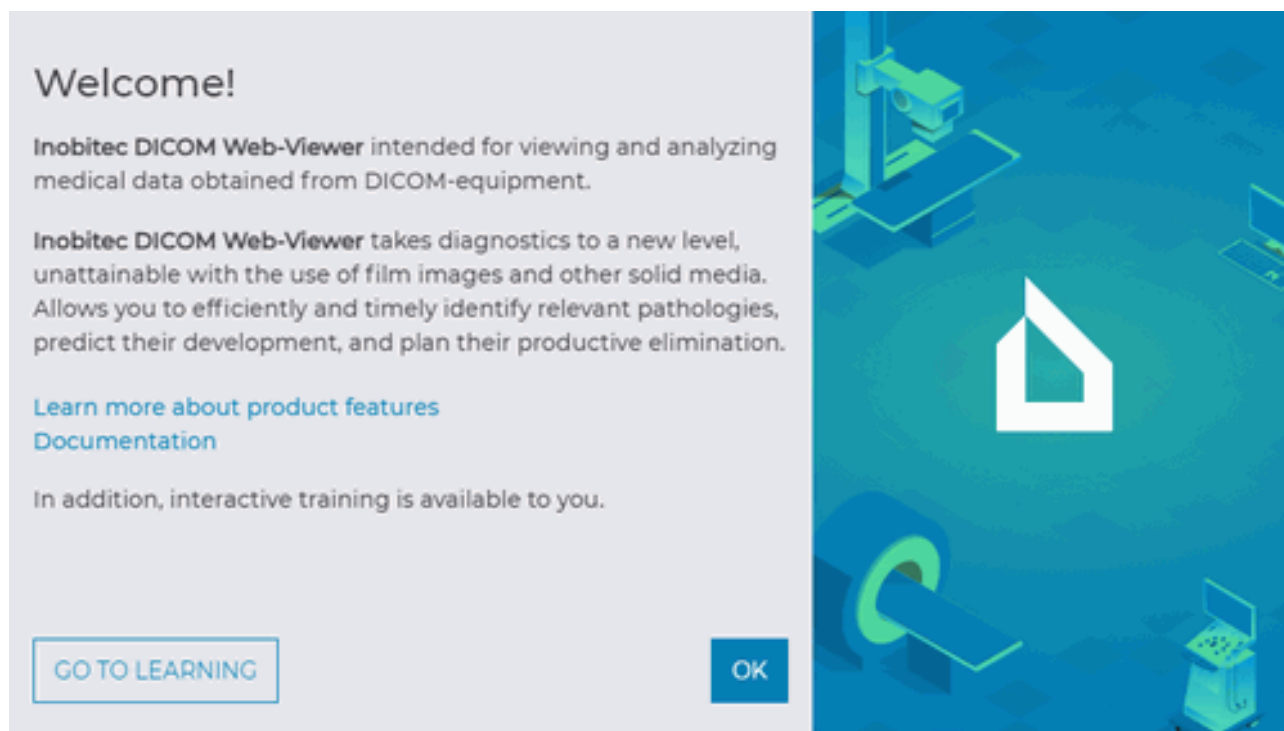 Welcome!
Inobitec DICOM Web-Viewer intended for viewing and analyzing
medical data obtained from DICOM-equipment.
Inobitec DICOM Web-Viewer takes diagnostics to a new level,
unattainable with the use of film images and other solid media.
Allows you to efficiently and timely identify relevant pathologies,
predict their development, and plan their productive elimination.
Learn more about product features
Documentation
In addition, interactive training is available to you.
GO TO LEARNING
OK